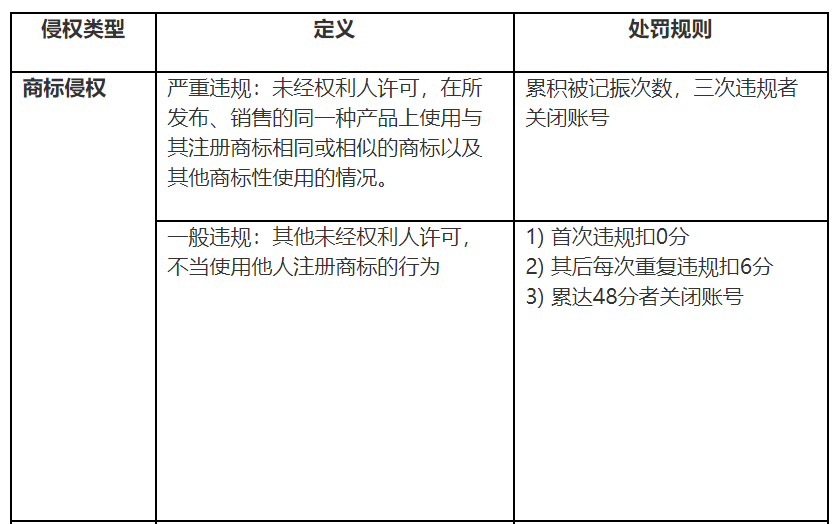 侵权类型
定义
处罚规则
商标侵权
严重违规：未经权利人许可，在所
发布、销售的同一种产品上使用与
其注册商标相同或相似的商标以及
其他商标性使用的情况。
累积被记振次数，三次违规者
关闭账号
一般违规：其他未经权利人许可，
不当使用他人注册商标的行为
1) 首次违规扣0分
2) 其后每次重复违规扣6分
3) 累达48分者关闭账号